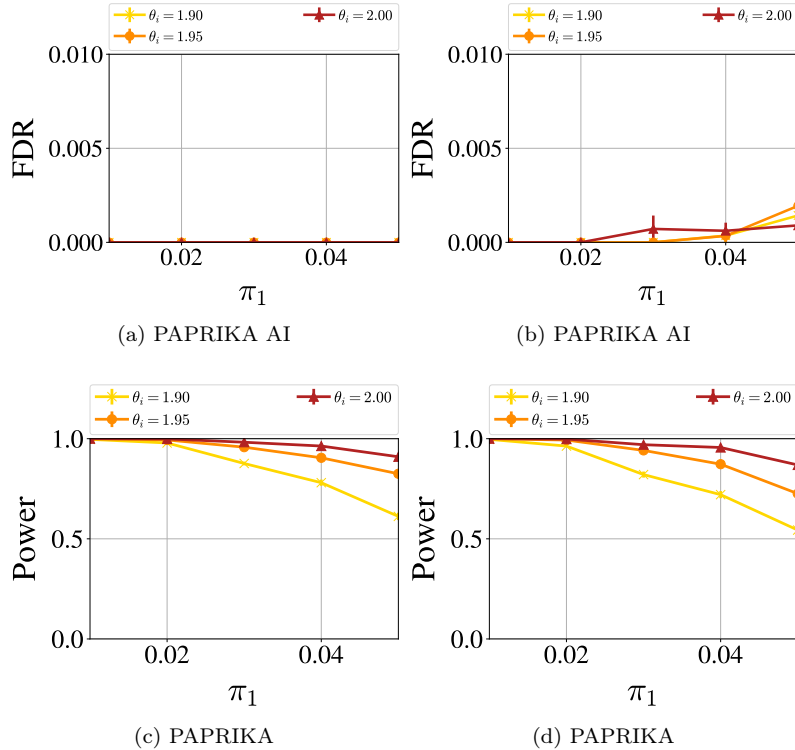 θi = 1.90 θi = 2.00
θi = 1.95
0.010
0.005
0.000
FDR
0.02 0.04
π1
(a) PAPRIKA AI
θi = 1.90 θi = 2.00
θi = 1.95
0.010
0.005
0.000
FDR
0.02 0.04
π1
(b) PAPRIKA AI
θi = 1.90 θi = 2.00
θi = 1.95
1.0
0.5
0.0
Power
0.02 0.04
π1
(c) PAPRIKA
θi = 1.90 θi = 2.00
θi = 1.95
1.0
0.5
0.0
Power
0.02 0.04
π1
(d) PAPRIKA